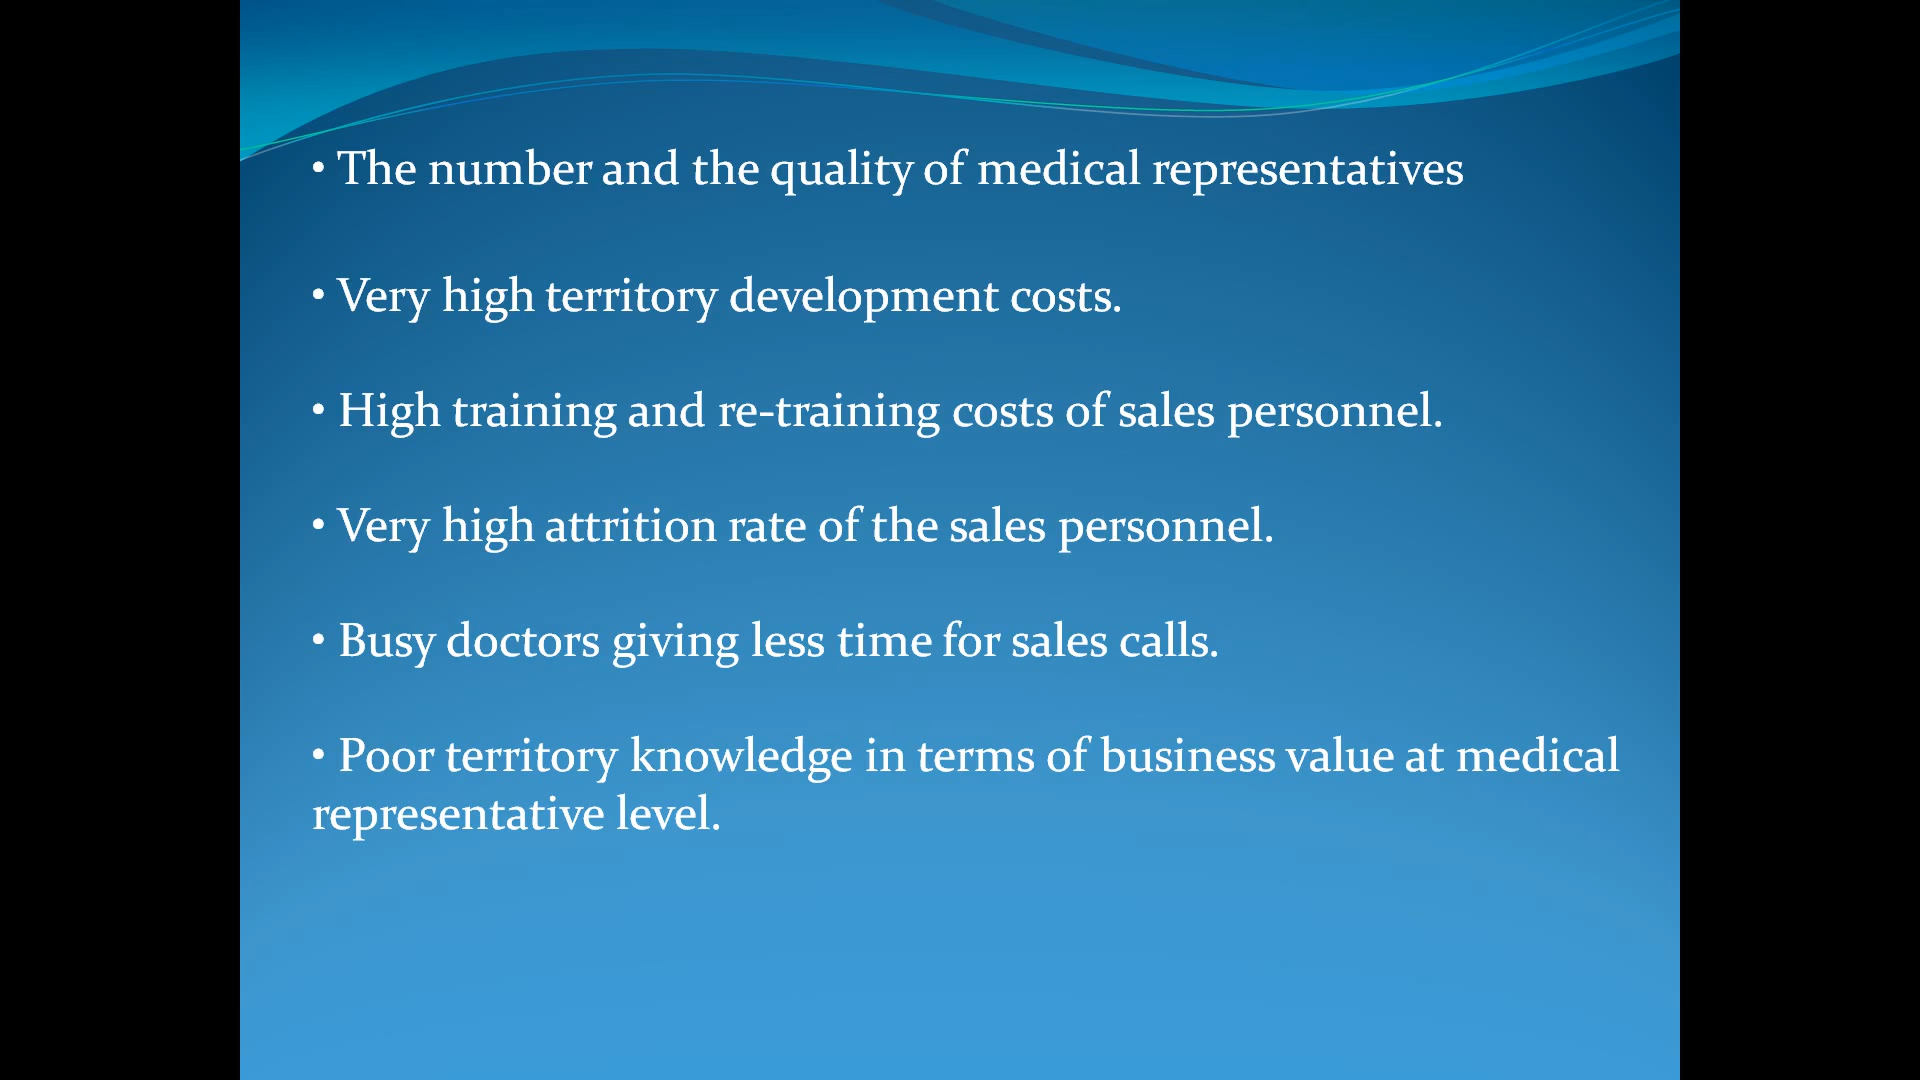 • The number and the quality of medical representatives
• Very high territory development costs.
• High training and re-training costs of sales personnel.
• Very high attrition rate of the sales personnel.
• Busy doctors giving less time for sales calls.
• Poor territory knowledge in terms of business value at medical
representative level.